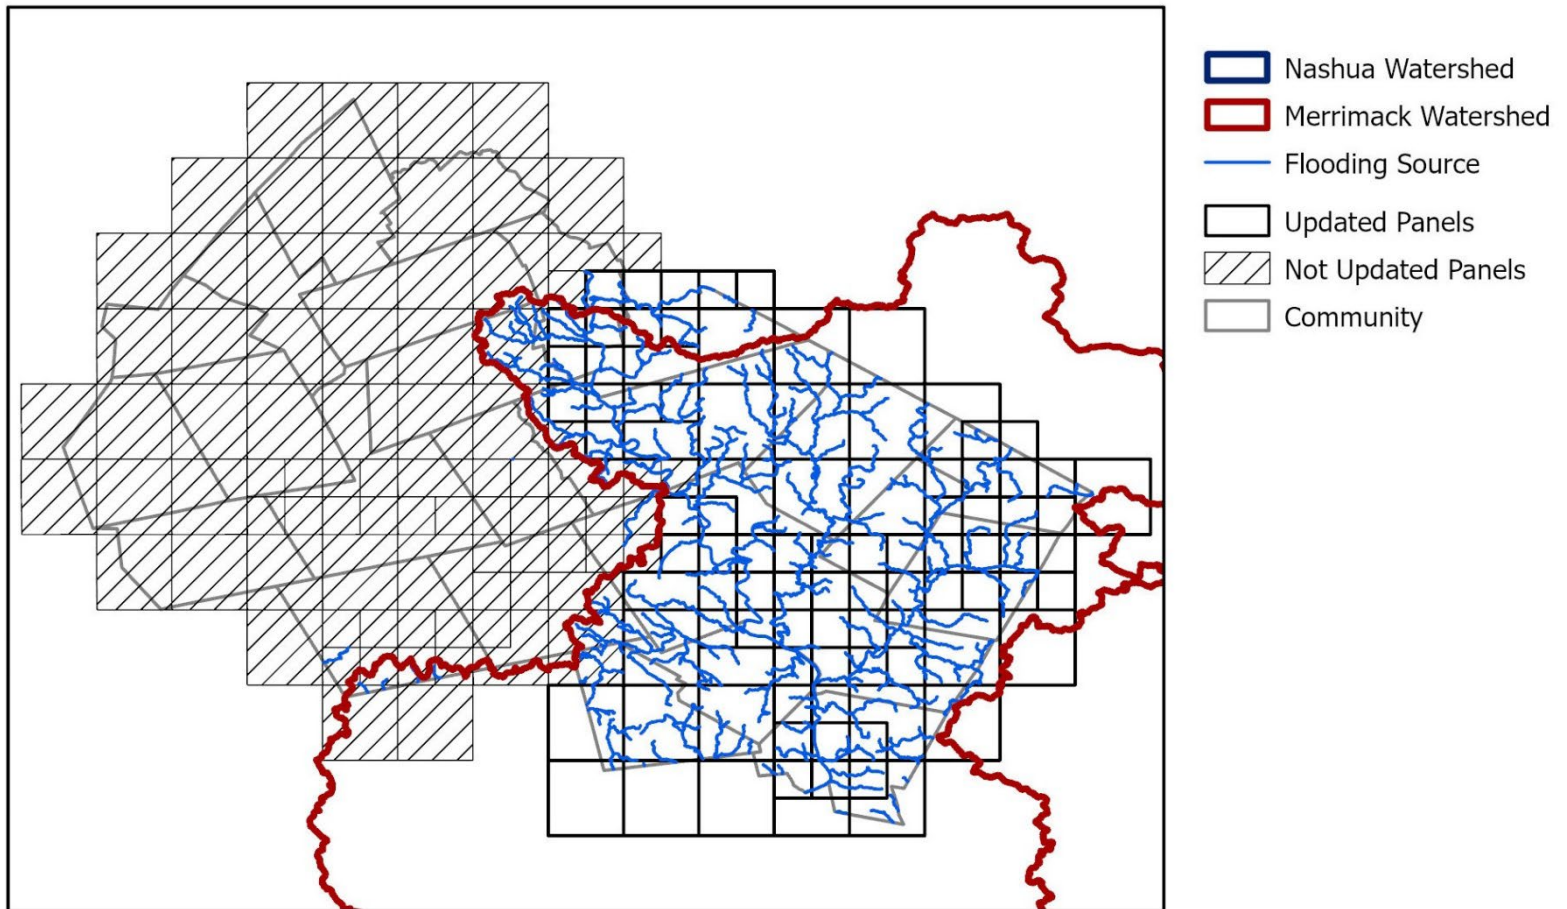 Nashua Watershed
Merrimack Watershed
Flooding Source
Updated Panels
Not Updated Panels
Community